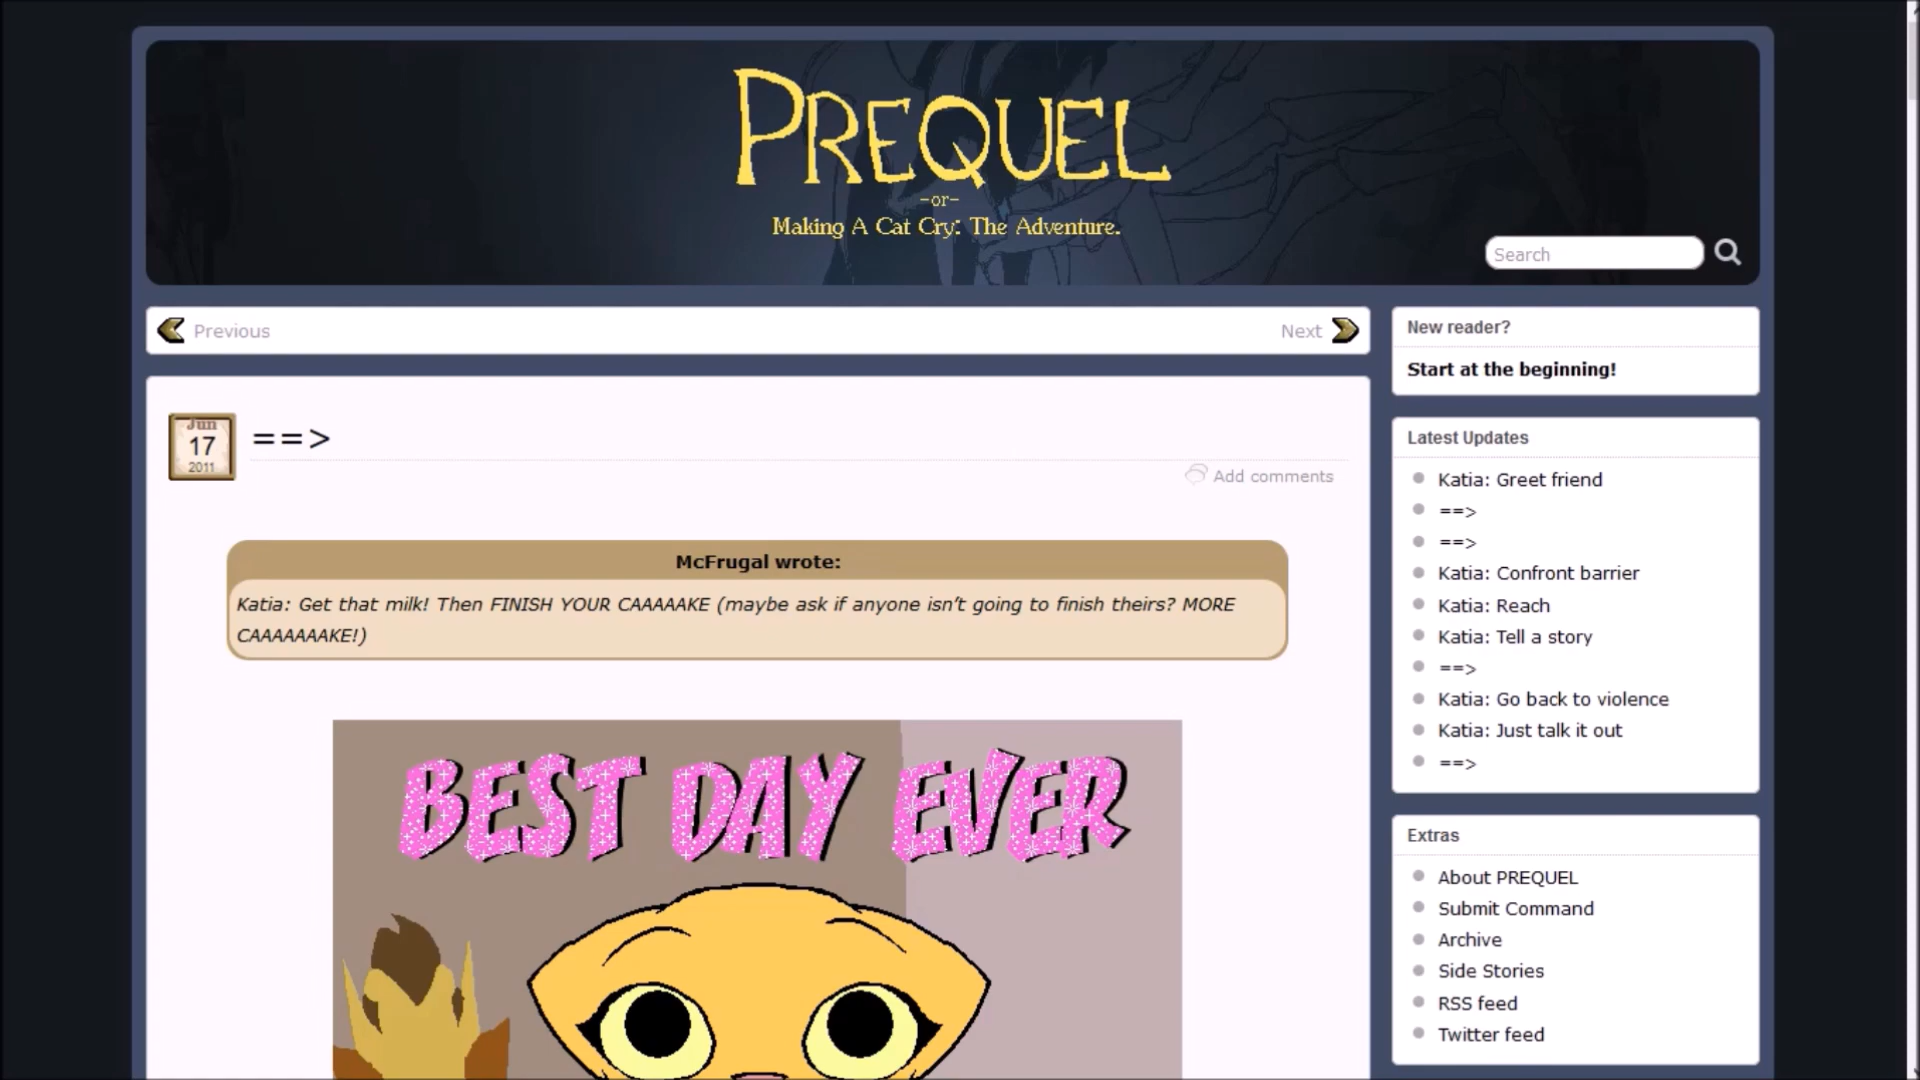 PREQUEL
-or-
Making A Cat Cry: The Adventure.
Search
Previous
Next
Jun
17
2011
==>
Add comments
McFrugal wrote:
Katia: Get that milk! Then FINISH YOUR CAAAAAKE (maybe ask if anyone isn’t going to finish theirs? MORE
CAAAAAAAKE!)
BEST DAY EVER
New reader?
Start at the beginning!
Latest Updates
Katia: Greet friend
==>
==>
Katia: Confront barrier
Katia: Reach
Katia: Tell a story
==>
Katia: Go back to violence
Katia: Just talk it out
==>
Extras
About PREQUEL
Submit Command
Archive
Side Stories
RSS feed
Twitter feed